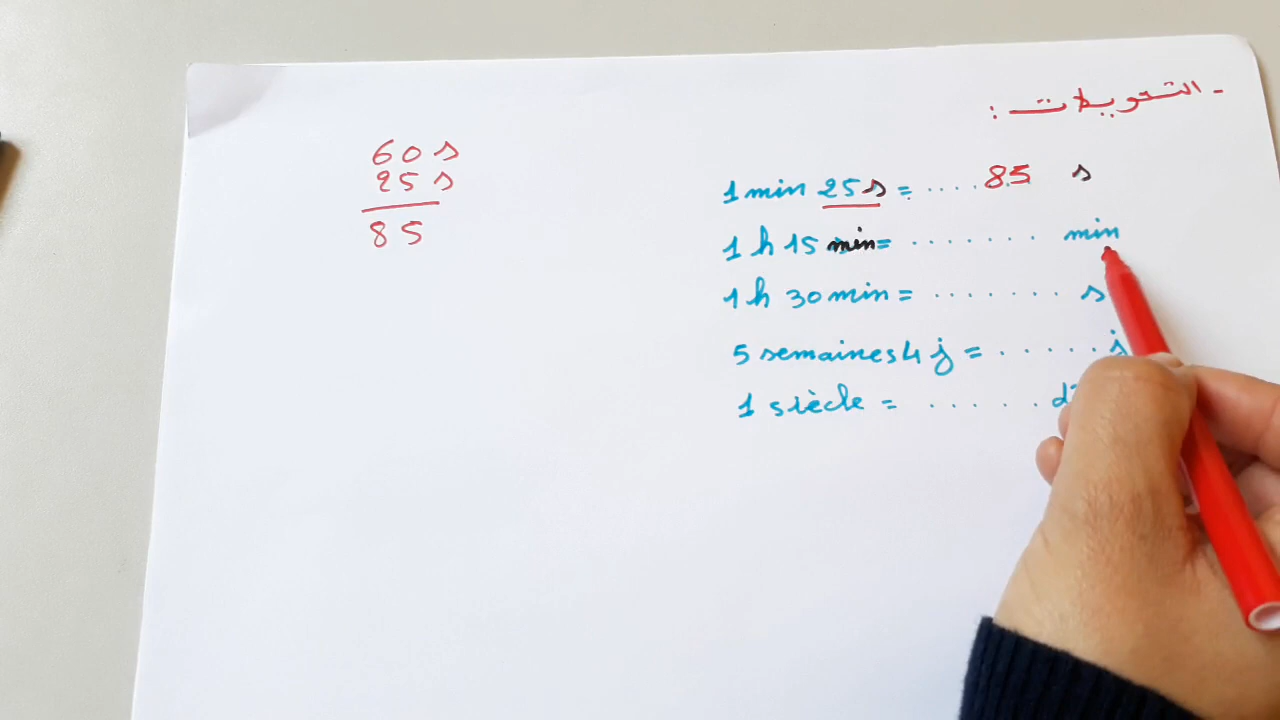 - التحويلات :
60 s
25 s
85
1 min 25 s = .... 85 s
1 h 15 min = ....... min
1 h 30 min = ....... s
5 semaines 4 j = ..... j
1 siècle = .....